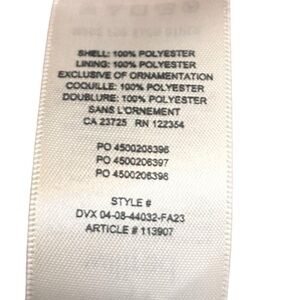 SHELL: 100% POLYESTER
LINING: 100% POLYESTER
EXCLUSIVE OF ORNAMENTATION
COQUILLE: 100% POLYESTER
DOUBLURE: 100% POLYESTER
SANS L'ORNEMENT
CA 23725 RN 122354
PO 4500208396
PO 4500206397
PO 4500206398
STYLE #
DVX 04-08-44032-FA23
ARTICLE # 113907